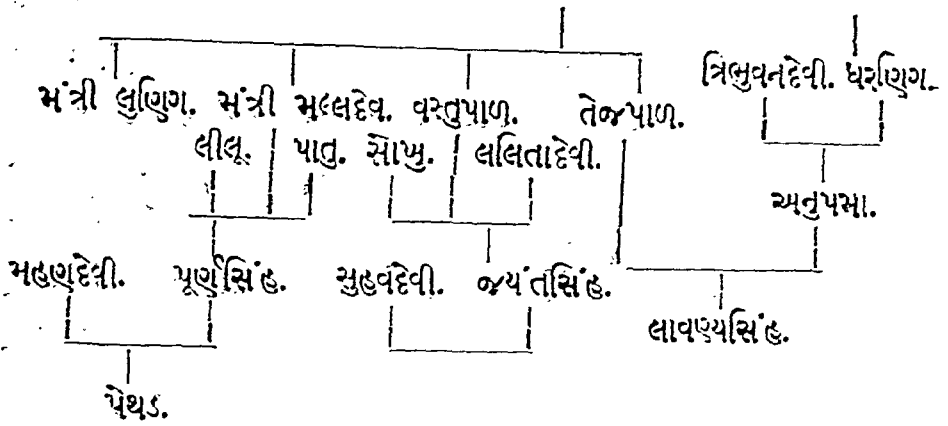 ત્રિભુવનદેવી. ધરણિગ.
મંત્રી લુણિગ. મંત્રી મલ્લદેવ. વસ્તુપાળ. તેજપાળ.
લીલૂ. પાતુ. સોખુ. લલિતાદેવી.
અનુપમા.
મહણદેવી. પૂર્ણસિંહ. સુહવદેવી. જયંતસિંહ.
લાવણ્યસિંહ.
પેથડ.